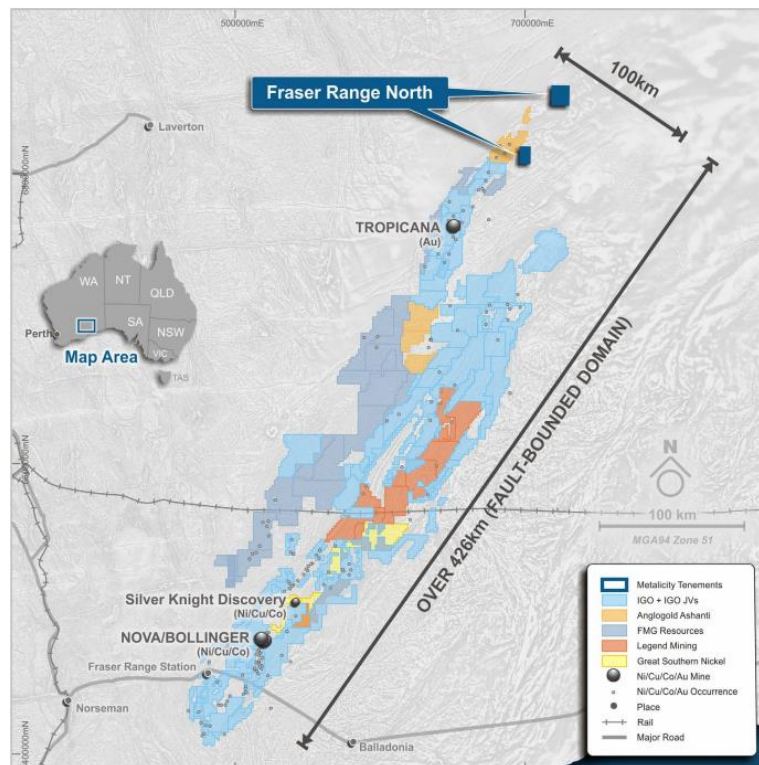 500000mE
700000mE
100km
Fraser Range North
Laverton
6800000mN
TROPICANA
(Au)
WA
NT
QLD
SA
NSW
VIC
TAS
Perth
Map Area
OVER 426km (FAULT-BOUNDED DOMAIN)
N
100 km
MGA94 Zone 51
Silver Knight Discovery
(Ni/Cu/Co)
NOVA/BOLLINGER
(Ni/Cu/Co)
Fraser Range Station
Norseman
Balladonia
Metalicity Tenements
IGO + IGO JVs
Anglogold Ashanti
FMG Resources
Legend Mining
Great Southern Nickel
Ni/Cu/Co/Au Mine
Ni/Cu/Co/Au Occurrence
Place
Rail
Major Road